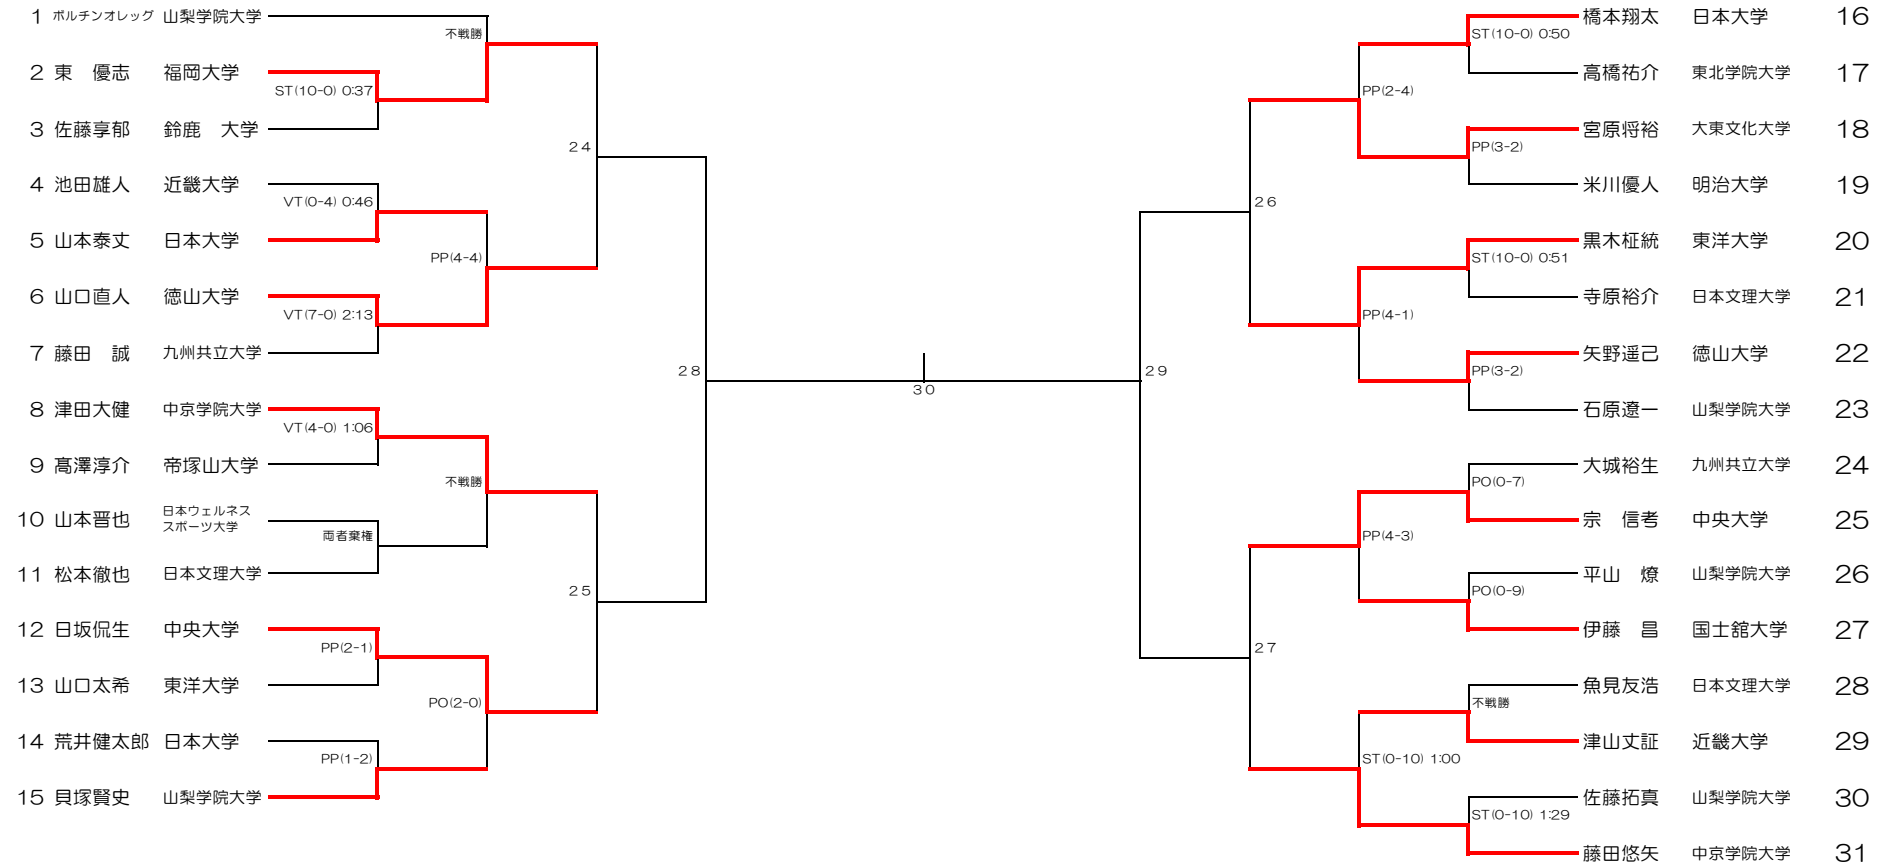 1 ボルチンオレッグ 山梨学院大学
不戦勝
2 東 優志 福岡大学
ST(10-0) 0:37
3 佐藤享郁 鈴鹿 大学
24
4 池田雄人 近畿大学
VT(0-4) 0:46
5 山本泰丈 日本大学
PP(4-4)
6 山口直人 徳山大学
VT(7-0) 2:13
7 藤田 誠 九州共立大学
28
8 津田大健 中京学院大学
VT(4-0) 1:06
9 髙澤淳介 帝塚山大学
不戦勝
10 山本晋也 日本ウェルネス
スポーツ大学
両者棄権
11 松本徹也 日本文理大学
25
12 日坂侃生 中央大学
PP(2-1)
13 山口太希 東洋大学
PO(2-0)
14 荒井健太郎 日本大学
PP(1-2)
15 貝塚賢史 山梨学院大学
30
橋本翔太 日本大学 16
ST(10-0) 0:50
高橋祐介 東北学院大学 17
PP(2-4)
宮原将裕 大東文化大学 18
PP(3-2)
米川優人 明治大学 19
26
黒木柾統 東洋大学 20
ST(10-0) 0:51
寺原裕介 日本文理大学 21
PP(4-1)
矢野遥己 徳山大学 22
PP(3-2)
29
石原遼一 山梨学院大学 23
大城裕生 九州共立大学 24
PO(0-7)
宗 信考 中央大学 25
PP(4-3)
平山 燎 山梨学院大学 26
PO(0-9)
伊藤 昌 国士舘大学 27
27
魚見友浩 日本文理大学 28
不戦勝
津山丈証 近畿大学 29
ST(0-10) 1:00
佐藤拓真 山梨学院大学 30
ST(0-10) 1:29
藤田悠矢 中京学院大学 31